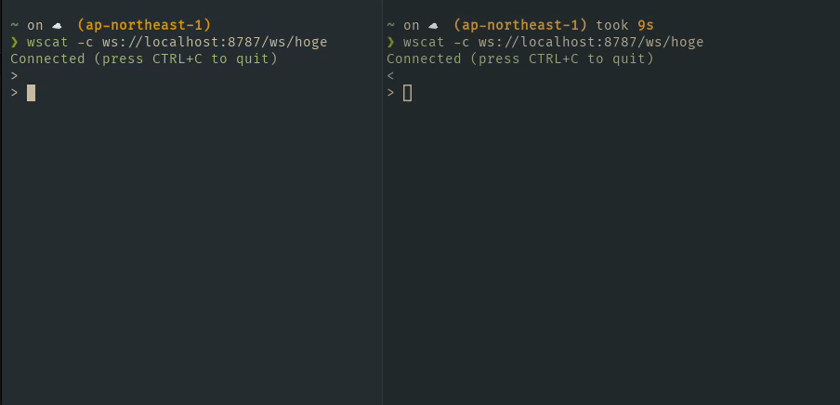 ~ on ☁ (ap-northeast-1)
❯ wscat -c ws://localhost:8787/ws/hoge
Connected (press CTRL+C to quit)
>
>
~ on ☁ (ap-northeast-1) took 9s
❯ wscat -c ws://localhost:8787/ws/hoge
Connected (press CTRL+C to quit)
<
>